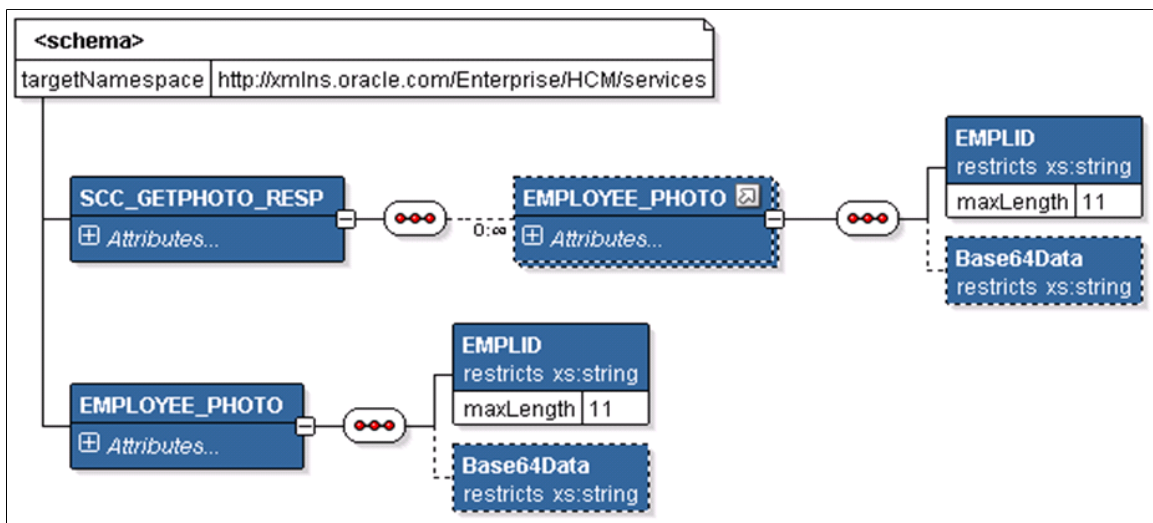 <schema>
targetNamespace http://xmlns.oracle.com/Enterprise/HCM/services
EMPLID
restricts xs:string
maxLength 11
SCC_GETPHOTO_RESP
Attributes...
0:∞
EMPLOYEE_PHOTO
Attributes...
Base64Data
restricts xs:string
EMPLID
restricts xs:string
maxLength 11
EMPLOYEE_PHOTO
Attributes...
Base64Data
restricts xs:string